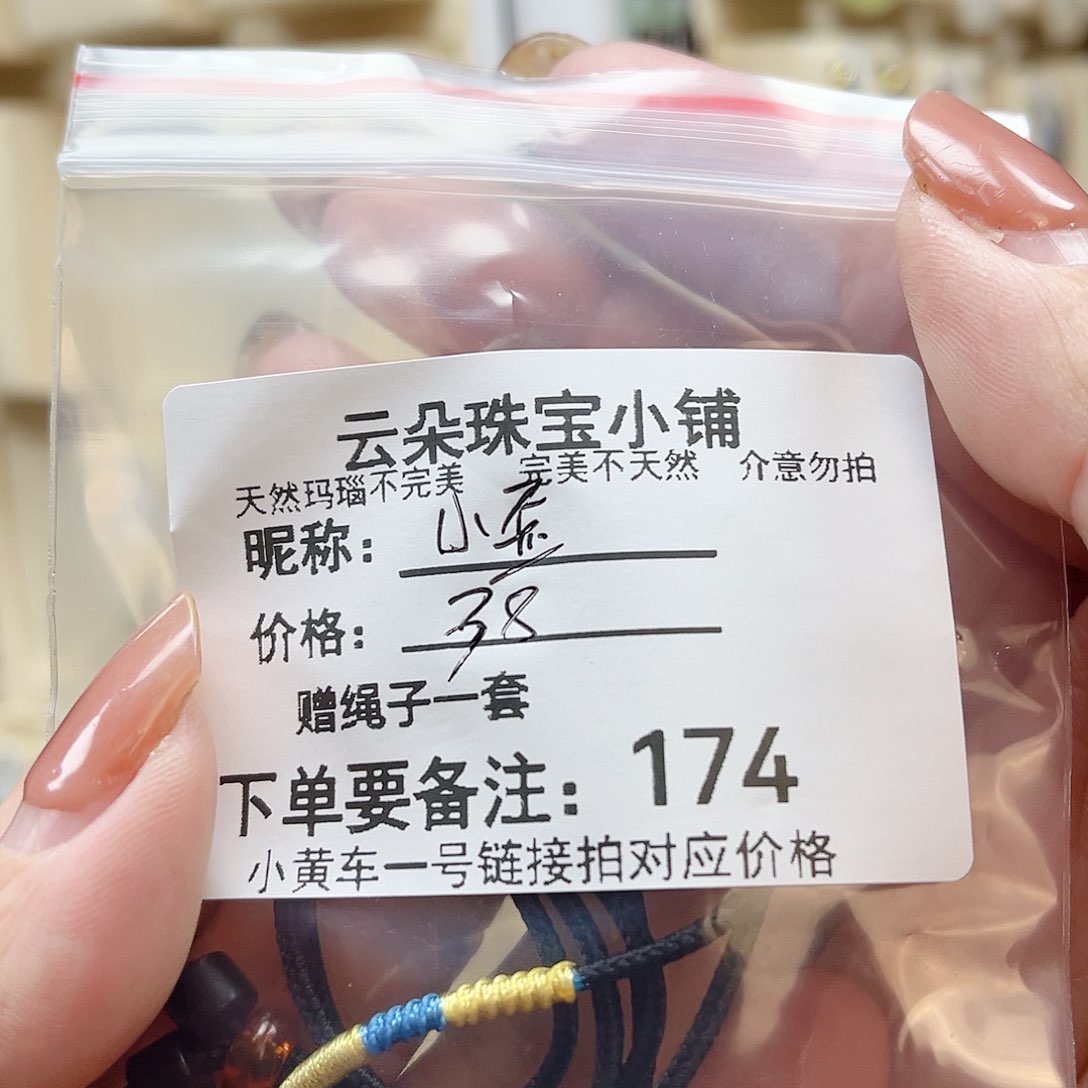 云朵珠宝小铺
天然玛瑙不完美 完美不天然 介意勿拍
昵称：小
价格：38
赠绳子一套
下单要备注：174
小黄车一号链接拍对应价格